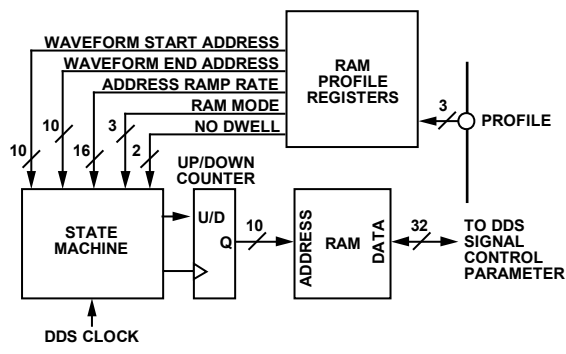 WAVEFORM START ADDRESS
WAVEFORM END ADDRESS
ADDRESS RAMP RATE
RAM MODE
NO DWELL
RAM
PROFILE
REGISTERS
3
PROFILE
10
10
16
3
2
UP/DOWN
COUNTER
STATE
MACHINE
U/D
Q
10
ADDRESS
RAM
DATA
32
TO DDS
SIGNAL
CONTROL
PARAMETER
DDS CLOCK